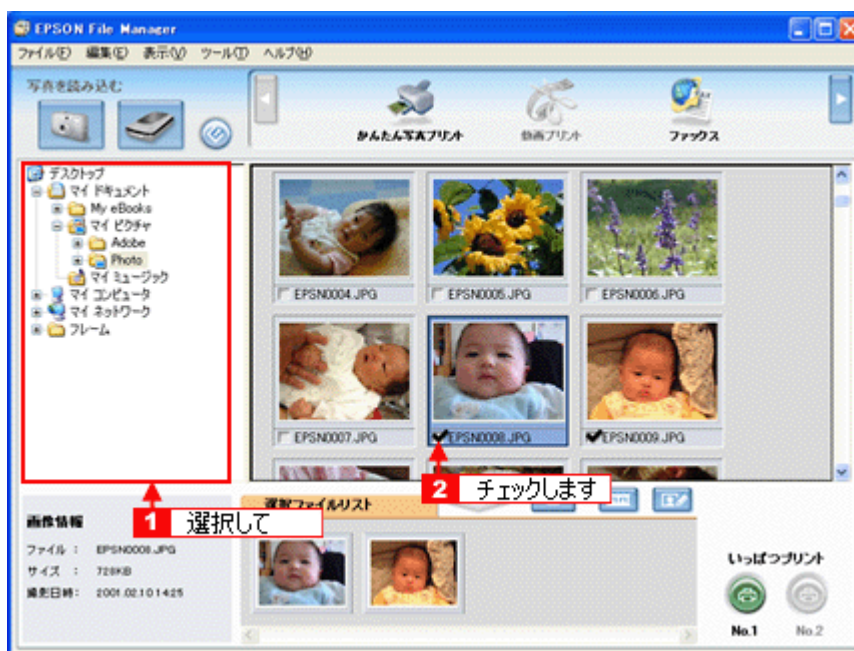 EPSON File Manager
ファイル(F) 編集(E) 表示(V) ツール(T) ヘルプ(H)
写真を読み込む
かんたん写真プリント 動画プリント ファックス
デスクトップ
マイ ドキュメント
My eBooks
マイ ピクチャ
Adobe
Photo
マイ ミュージック
マイ コンピュータ
マイ ネットワーク
フレーム
EPSN0004.JPG EPSN0005.JPG EPSN0006.JPG
EPSN0007.JPG EPSN0008.JPG EPSN0009.JPG
2 チェックします
1 選択して
選択ファイルリスト
画像情報
ファイル : EPSN0008.JPG
サイズ : 728KB
撮影日時: 2001.02.10 14:25
いっぱつプリント
No.1 No.2